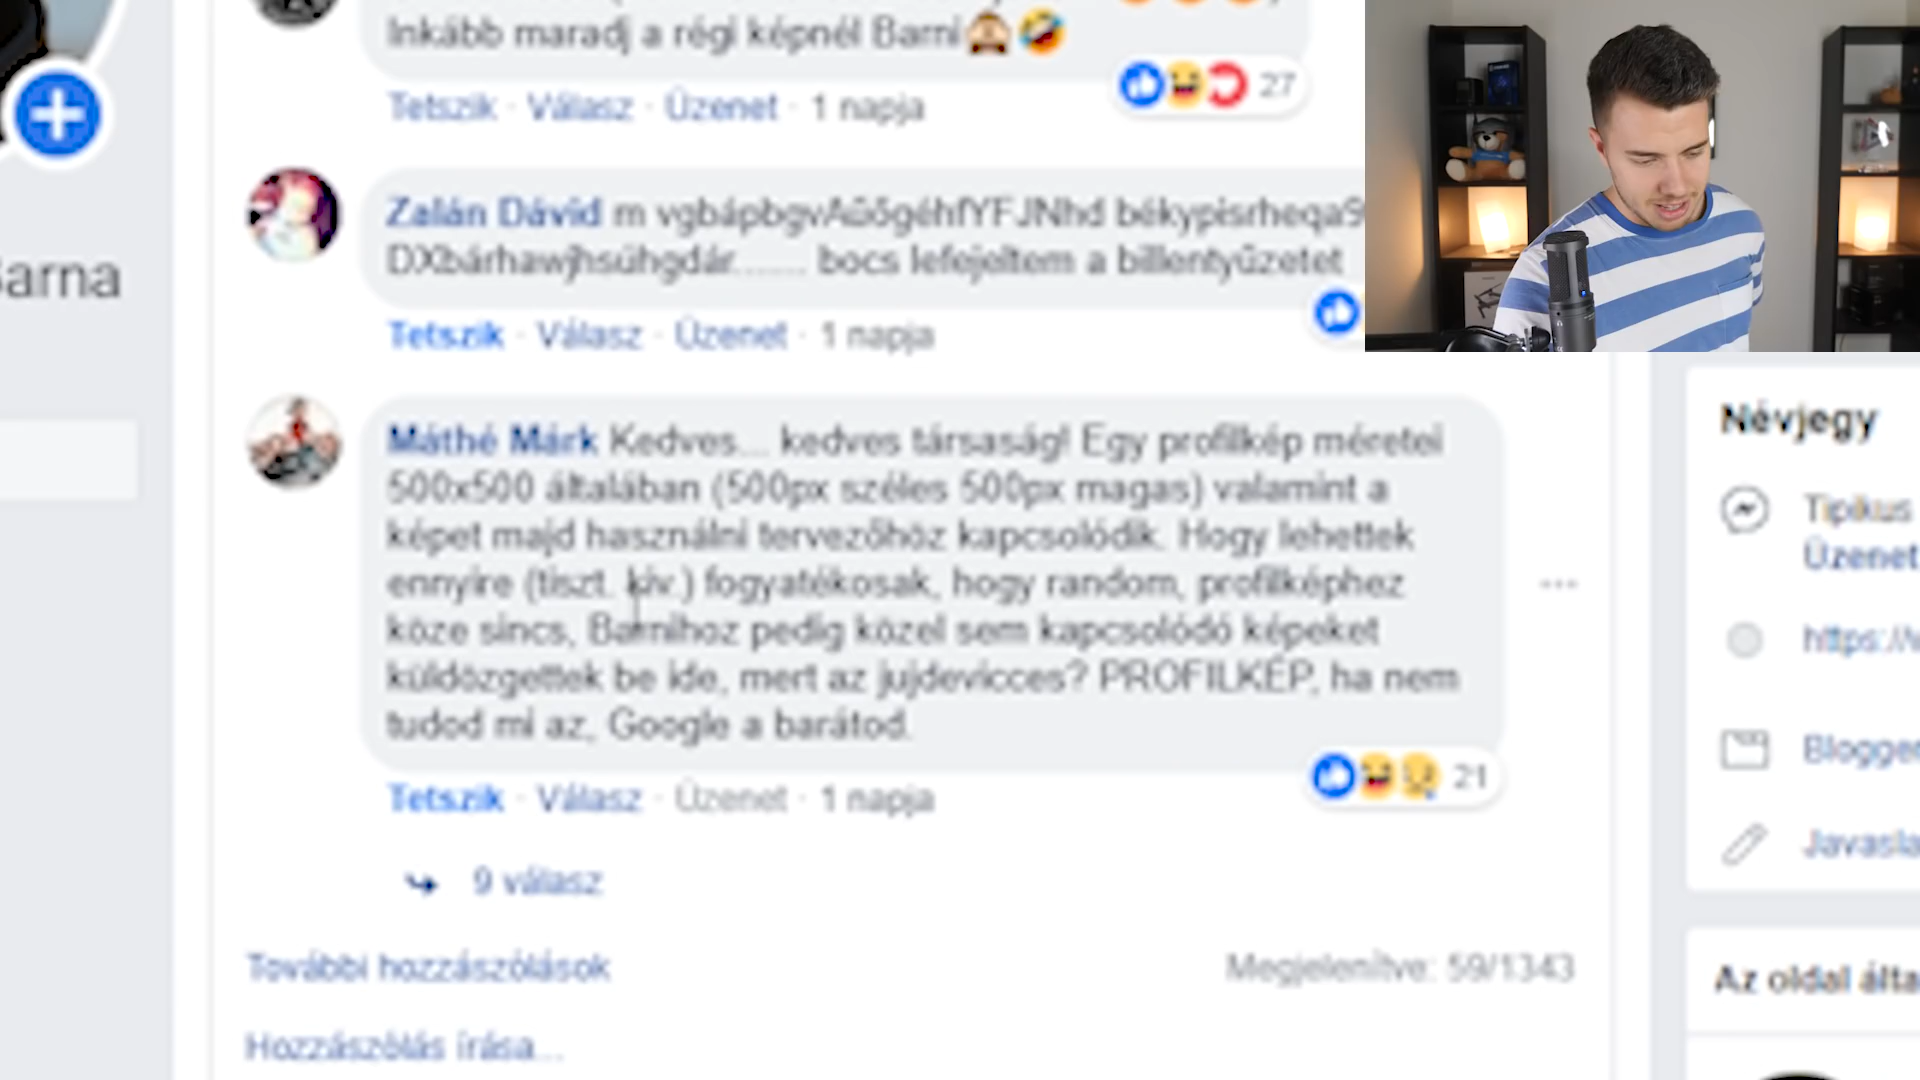 Inkább maradj a régi képnél Barni
27
Tetszik · Válasz · Üzenet · 1 napja
Zalán Dávid m
DXbárhawjhsúhgdár....... bocs lefejeltem a billentyűzetet
Tetszik · Válasz · Üzenet · 1 napja
Máthé Márk Kedves... kedves társaság! Egy profilkép méretei
500x500 általában (500px széles 500px magas) valamint a
képet majd használni tervezőhöz kapcsolódik. Hogy lehettek
ennyire (tiszt. kiv.) fogyatékosak, hogy random, profilképhez
köze sincs, Barnihoz pedig közel sem kapcsolódó képeket
küldözgettek be ide, mert az jujdevicces? PROFILKÉP, ha nem
tudod mi az, Google a barátod.
21
Tetszik · Válasz · Üzenet · 1 napja
9 válasz
További hozzászólások
Megjelenítve: 59/1343
Hozzászólás írása...
Barna
Névjegy
Tipikus
Üzenet
https://
Blogger
Javasla
Az oldal álta